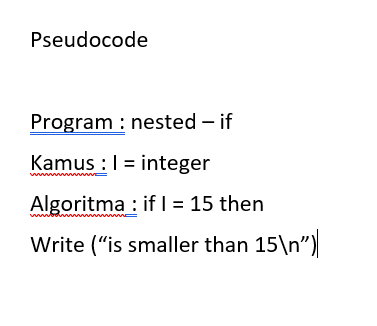 Pseudocode
Program : nested – if
Kamus : I = integer
Algoritma : if I = 15 then
Write (“is smaller than 15\n”)